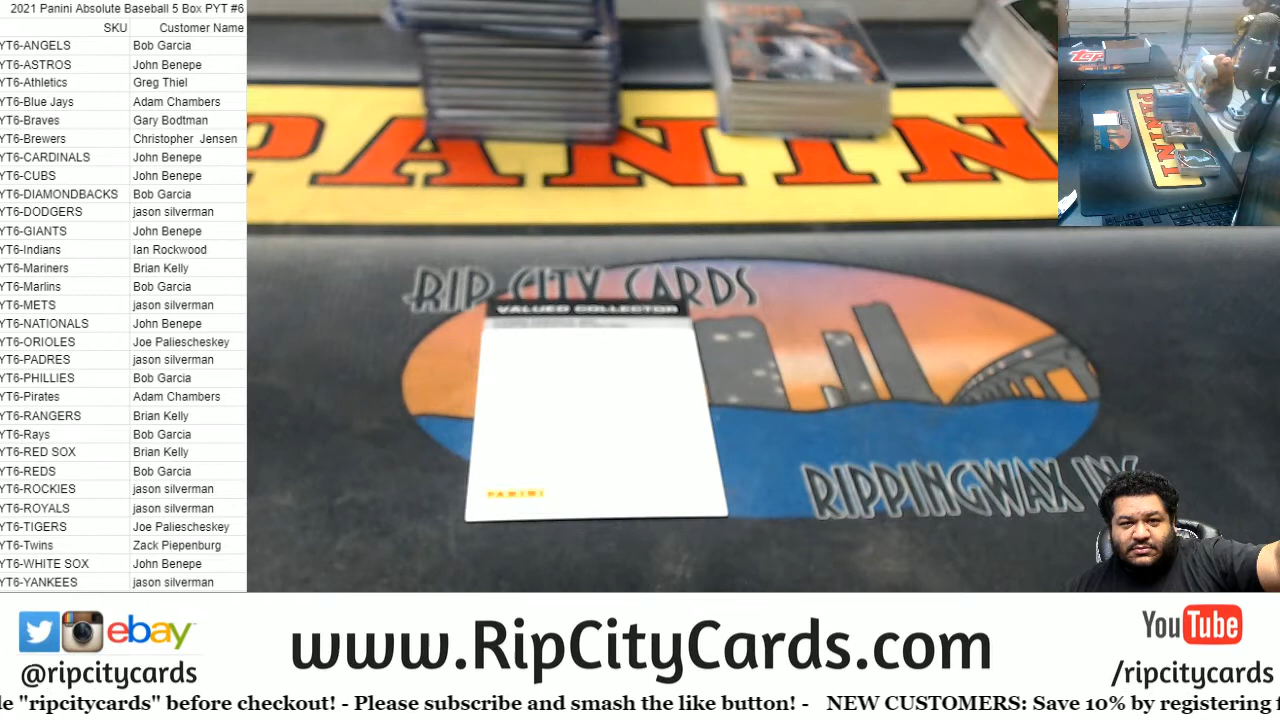 2021 Panini Absolute Baseball 5 Box PYT #6
SKU Customer Name
YT6-ANGELS Bob Garcia
YT6-ASTROS John Benepe
YT6-Athletics Greg Thiel
YT6-Blue Jays Adam Chambers
YT6-Braves Gary Bodtman
YT6-Brewers Christopher Jensen
YT6-CARDINALS John Benepe
YT6-CUBS John Benepe
YT6-DIAMONDBACKS Bob Garcia
YT6-DODGERS jason silverman
YT6-GIANTS John Benepe
YT6-Indians Ian Rockwood
YT6-Mariners Brian Kelly
YT6-Marlins Bob Garcia
YT6-METS jason silverman
YT6-NATIONALS John Benepe
YT6-ORIOLES Joe Paliescheskey
YT6-PADRES jason silverman
YT6-PHILLIES Bob Garcia
YT6-Pirates Adam Chambers
YT6-RANGERS Brian Kelly
YT6-Rays Bob Garcia
YT6-RED SOX Brian Kelly
YT6-REDS Bob Garcia
YT6-ROCKIES jason silverman
YT6-ROYALS jason silverman
YT6-TIGERS Joe Paliescheskey
YT6-Twins Zack Piepenburg
YT6-WHITE SOX John Benepe
YT6-YANKEES jason silverman
PANINI
RIP CITY CARDS
VALUED COLLECTOR
PANINI
RIPPINGWAX
PANINI
ebay
@ripcitycards
www.RipCityCards.com
YouTube
/ripcitycards
"ripcitycards" before checkout! - Please subscribe and smash the like button! - NEW CUSTOMERS: Save 10% by registering